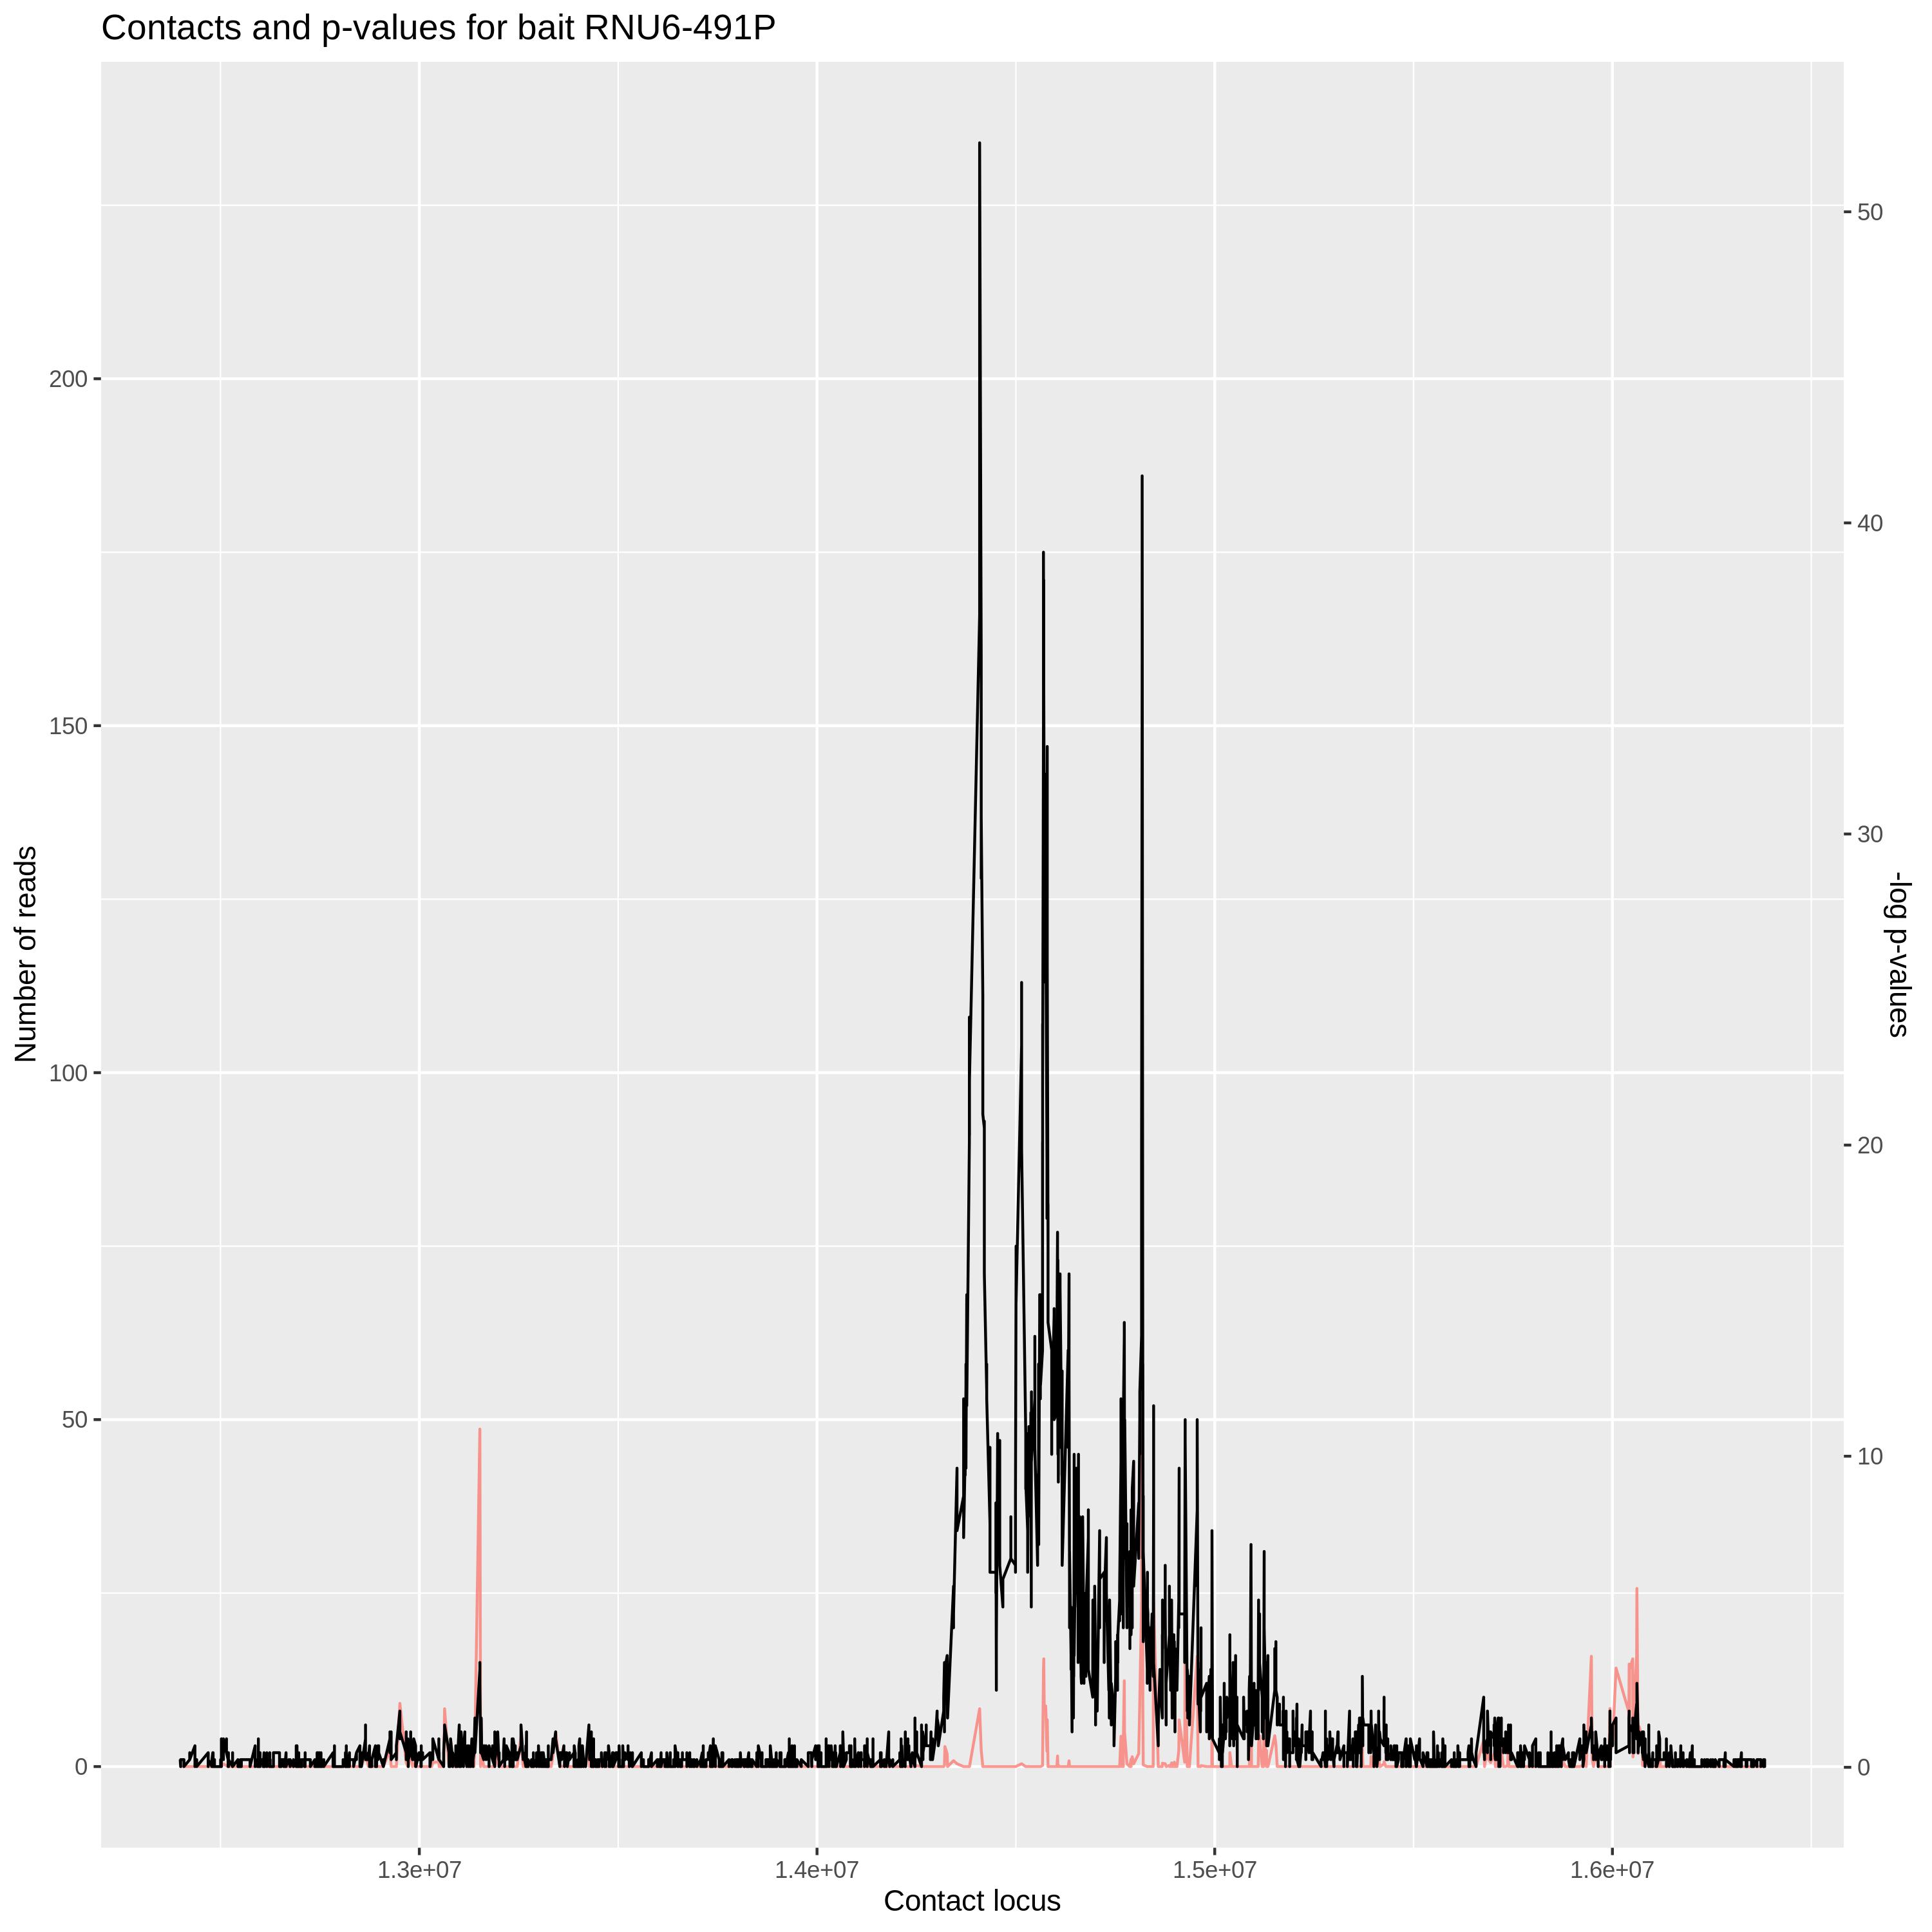 Contacts and p-values for bait RNU6-491P
200
150
100
50
0
Number of reads
50
40
30
20
10
0
-log p-values
1.3e+07
1.4e+07
1.5e+07
1.6e+07
Contact locus